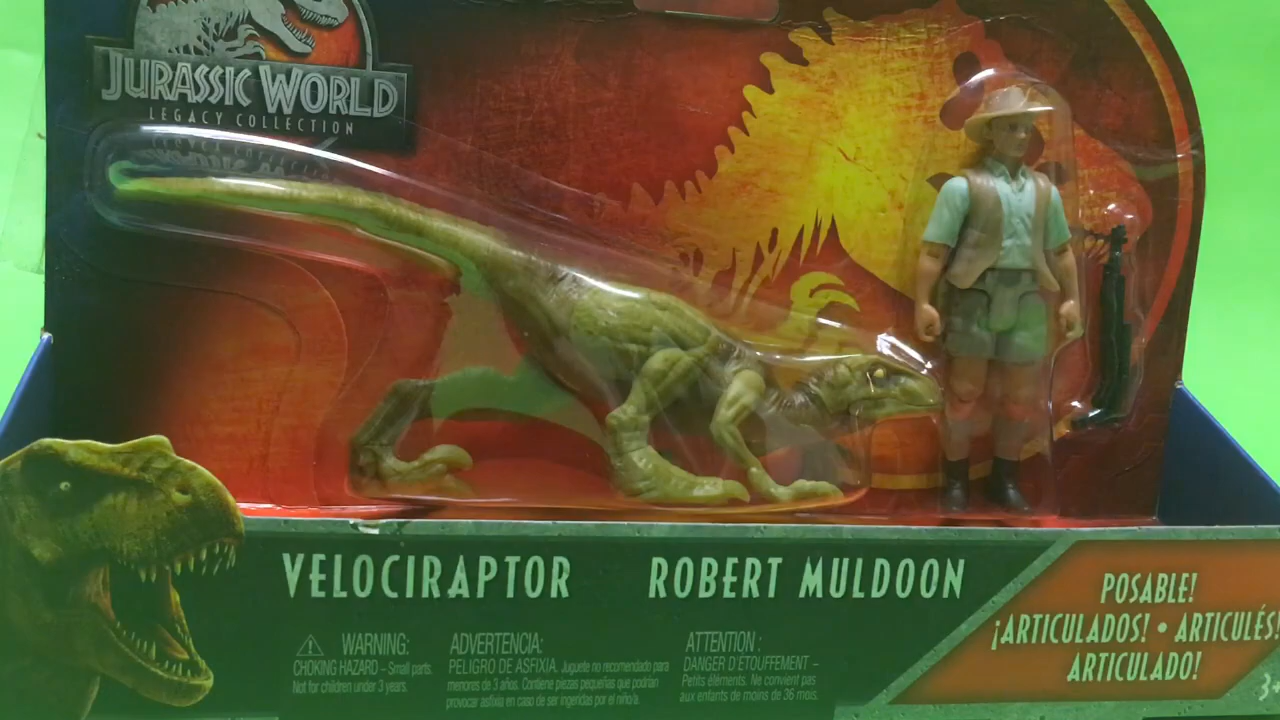 JURASSIC WORLD
LEGACY COLLECTION
VELOCIRAPTOR
ROBERT MULDOON
POSABLE!
¡ARTICULADOS! • ARTICULÉS!
ARTICULADO!
WARNING:
CHOKING HAZARD – Small parts.
Not for children under 3 years.
ADVERTENCIA:
PELIGRO DE ASFIXIA. Juguete no recomendado para
menores de 3 años. Contiene piezas pequeñas que podrían
provocar asfixia en caso de ser ingeridas por el niño/a.
ATTENTION :
DANGER D'ÉTOUFFEMENT –
Petits éléments. Ne convient pas
aux enfants de moins de 36 mois.
3+